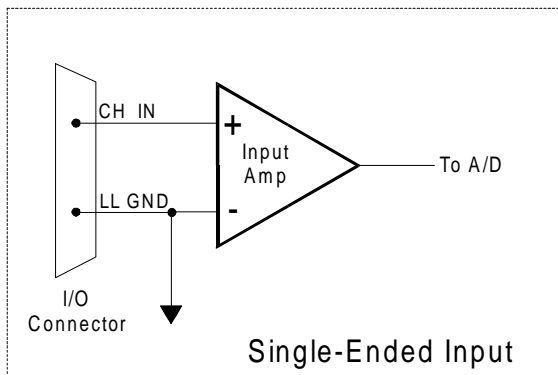 CH IN
+
Input
Amp
To A/D
LL GND
-
I/O
Connector
Single-Ended Input